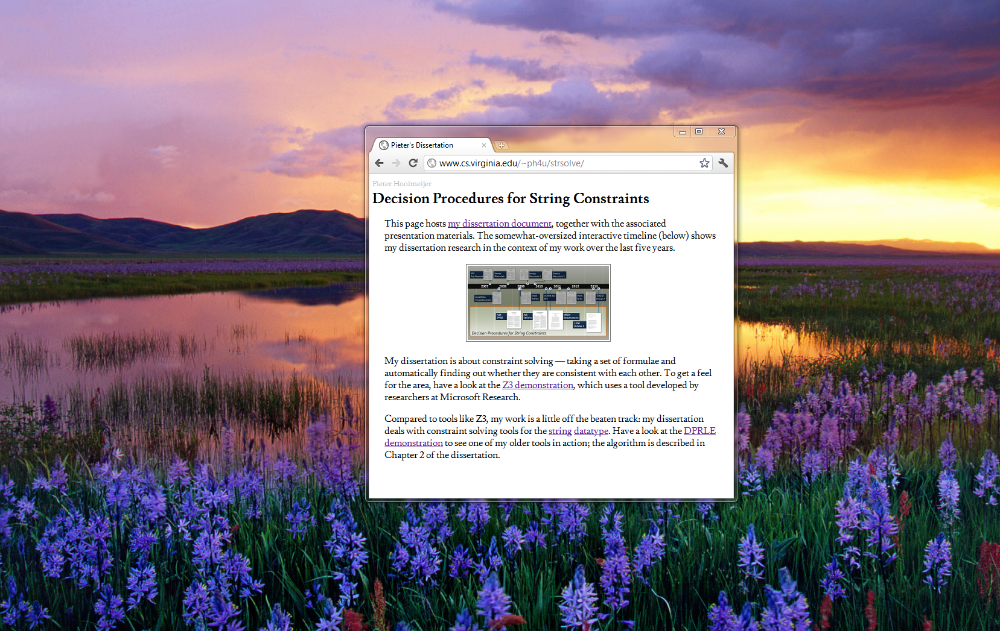 Pieter's Dissertation
www.cs.virginia.edu/~ph4u/strsolve/
Pieter Hooimeijer
Decision Procedures for String Constraints
This page hosts my dissertation document, together with the associated
presentation materials. The somewhat-oversized interactive timeline (below) shows
my dissertation research in the context of my work over the last five years.
2007 2008 2009 2010 2011 2012 2013
Decision Procedures for String Constraints
My dissertation is about constraint solving — taking a set of formulae and
automatically finding out whether they are consistent with each other. To get a feel
for the area, have a look at the Z3 demonstration, which uses a tool developed by
researchers at Microsoft Research.
Compared to tools like Z3, my work is a little off the beaten track: my dissertation
deals with constraint solving tools for the string datatype. Have a look at the DPRLE
demonstration to see one of my older tools in action; the algorithm is described in
Chapter 2 of the dissertation.